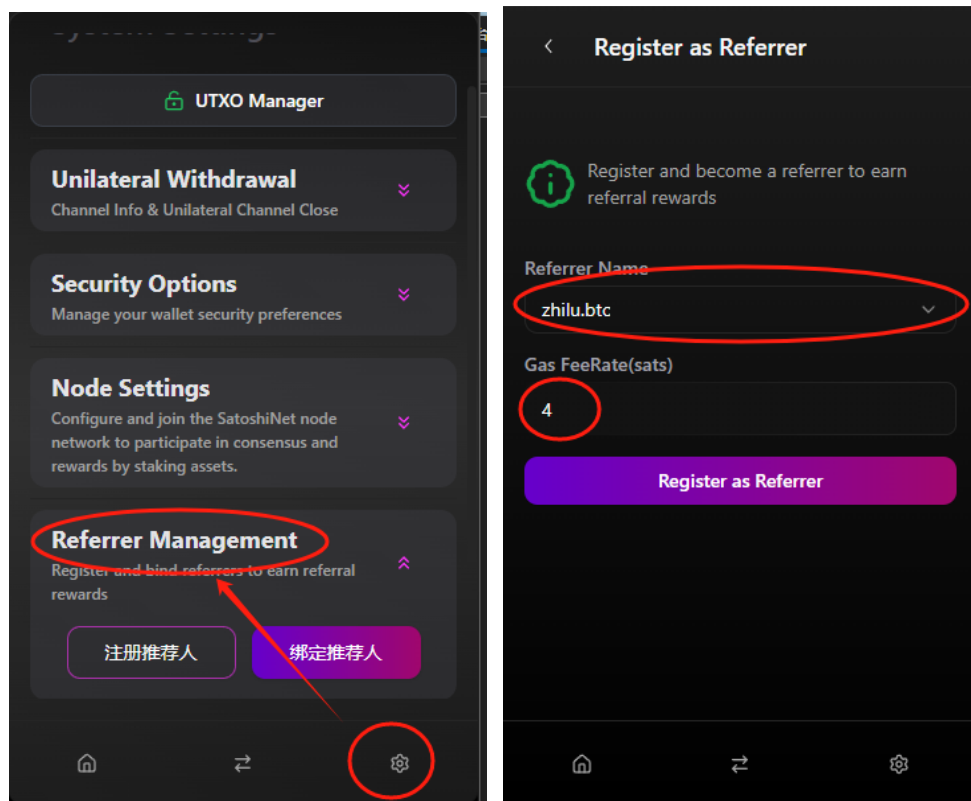 System Settings
UTXO Manager
Unilateral Withdrawal
Channel Info & Unilateral Channel Close
Security Options
Manage your wallet security preferences
Node Settings
Configure and join the SatoshiNet node
network to participate in consensus and
rewards by staking assets.
Referrer Management
Register and bind referrers to earn referral
rewards
注册推荐人
绑定推荐人
Register as Referrer
Register and become a referrer to earn
referral rewards
Referrer Name
zhilu.btc
Gas FeeRate(sats)
4
Register as Referrer